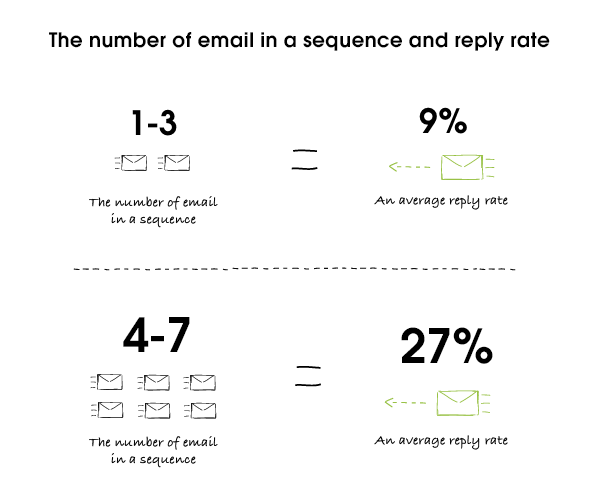 The number of email in a sequence and reply rate
1-3
=
9%
The number of email
in a sequence
An average reply rate
4-7
=
27%
The number of email
in a sequence
An average reply rate